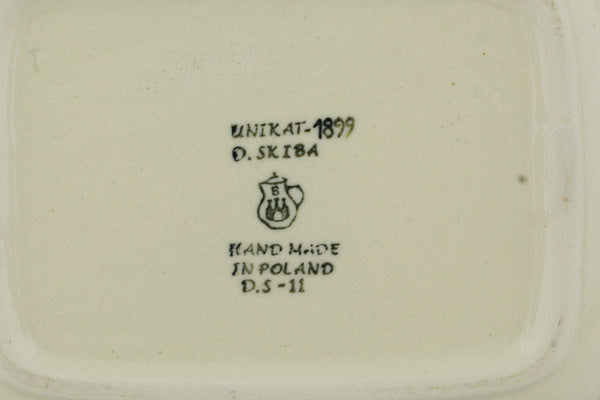 UNIKAT-1899
D. SKIBA
B
HAND MADE
IN POLAND
D.S-11